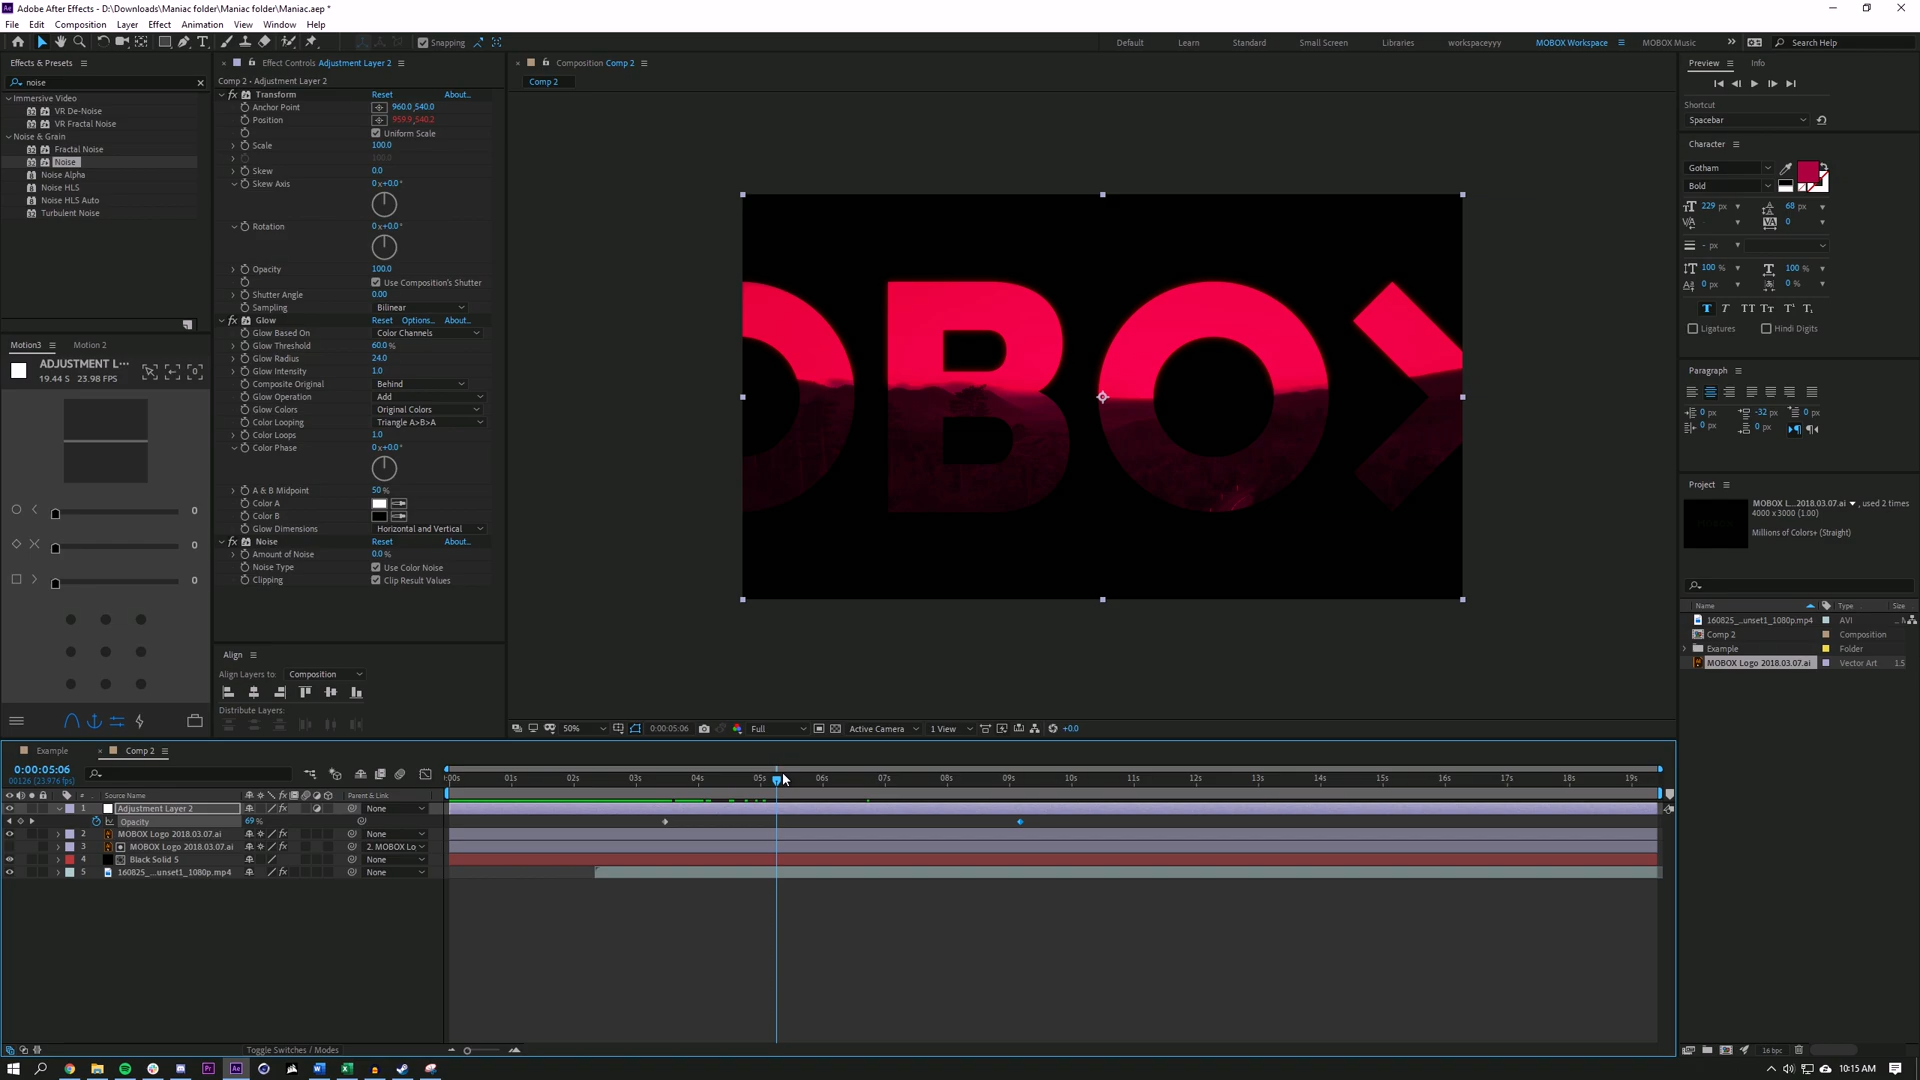 Adobe After Effects - D:\Downloads\Maniac folder\Maniac folder\Maniac.aep *
File Edit Composition Layer Effect Animation View Window Help
Snapping Default Learn Standard Small Screen Libraries workspaceyyy MOBOX Workspace MOBOX Music Search Help
Effects & Presets
noise
Immersive Video
VR De-Noise
VR Fractal Noise
Noise & Grain
Fractal Noise
Noise
Noise Alpha
Noise HLS
Noise HLS Auto
Turbulent Noise
Motion3 Motion 2
ADJUSTMENT L···
19.44 S 23.98 FPS
0
0
0
Effect Controls Adjustment Layer 2
Comp 2 · Adjustment Layer 2
fx Transform Reset About...
Anchor Point 960.0,540.0
Position 959.9,540.2
Uniform Scale
Scale 100.0
100.0
Skew 0.0
Skew Axis 0x+0.0°
Rotation 0x+0.0°
Opacity 100.0
Use Composition's Shutter
Shutter Angle 0.00
Sampling Bilinear
fx Glow Reset Options... About...
Glow Based On Color Channels
Glow Threshold 60.0 %
Glow Radius 24.0
Glow Intensity 1.0
Composite Original Behind
Glow Operation Add
Glow Colors Original Colors
Color Looping Triangle A>B>A
Color Loops 1.0
Color Phase 0x+0.0°
A & B Midpoint 50 %
Color A
Color B
Glow Dimensions Horizontal and Vertical
fx Noise Reset About...
Amount of Noise 0.0 %
Noise Type Use Color Noise
Clipping Clip Result Values
Align
Align Layers to: Composition
Distribute Layers:
Composition Comp 2
Comp 2
OBOX
50% 0:00:05:06 Full Active Camera 1 View +0.0
Preview Info
Shortcut
Spacebar
Character
Gotham
Bold
229 px 68 px
0
- px
100 % 100 %
0 px 0 %
T T TT Tr T¹ T₁
Ligatures Hindi Digits
Paragraph
0 px -32 px 0 px
0 px 0 px
Project
MOBOX L...2018.03.07.ai , used 2 times
4000 x 3000 (1.00)
Millions of Colors+ (Straight)
Name Type Size
160825_...unset1_1080p.mp4 AVI
Comp 2 Composition
Example Folder
MOBOX Logo 2018.03.07.ai Vector Art 1.5
16 bpc
Example Comp 2
0:00:05:06
00126 (23.976 fps)
:00s 01s 02s 03s 04s 05s 06s 07s 08s 09s 10s 11s 12s 13s 14s 15s 16s 17s 18s 19s
# Source Name Parent & Link
1 Adjustment Layer 2 fx None
Opacity 69 %
2 MOBOX Logo 2018.03.07.ai fx None
3 MOBOX Logo 2018.03.07.ai fx 2. MOBOX Lo
4 Black Solid 5 None
5 160825_...unset1_1080p.mp4 fx None
Toggle Switches / Modes
10:15 AM